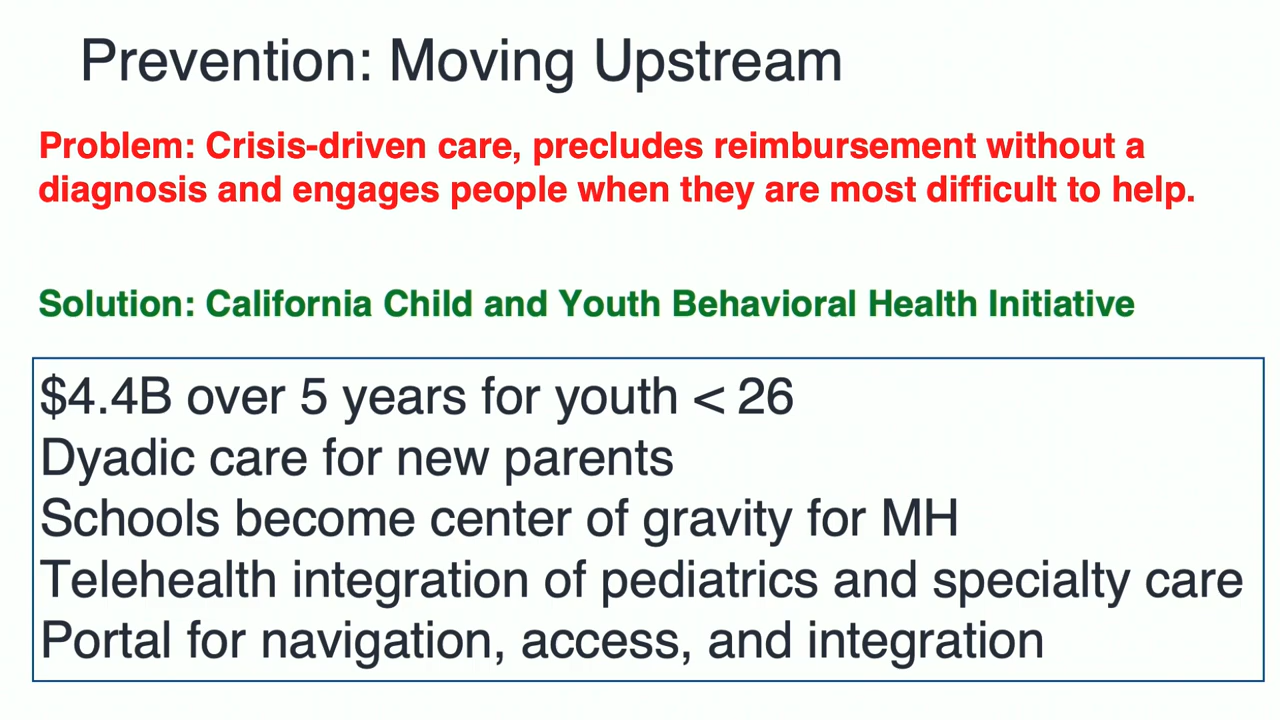 Prevention: Moving Upstream
Problem: Crisis-driven care, precludes reimbursement without a
diagnosis and engages people when they are most difficult to help.
Solution: California Child and Youth Behavioral Health Initiative
$4.4B over 5 years for youth < 26
Dyadic care for new parents
Schools become center of gravity for MH
Telehealth integration of pediatrics and specialty care
Portal for navigation, access, and integration